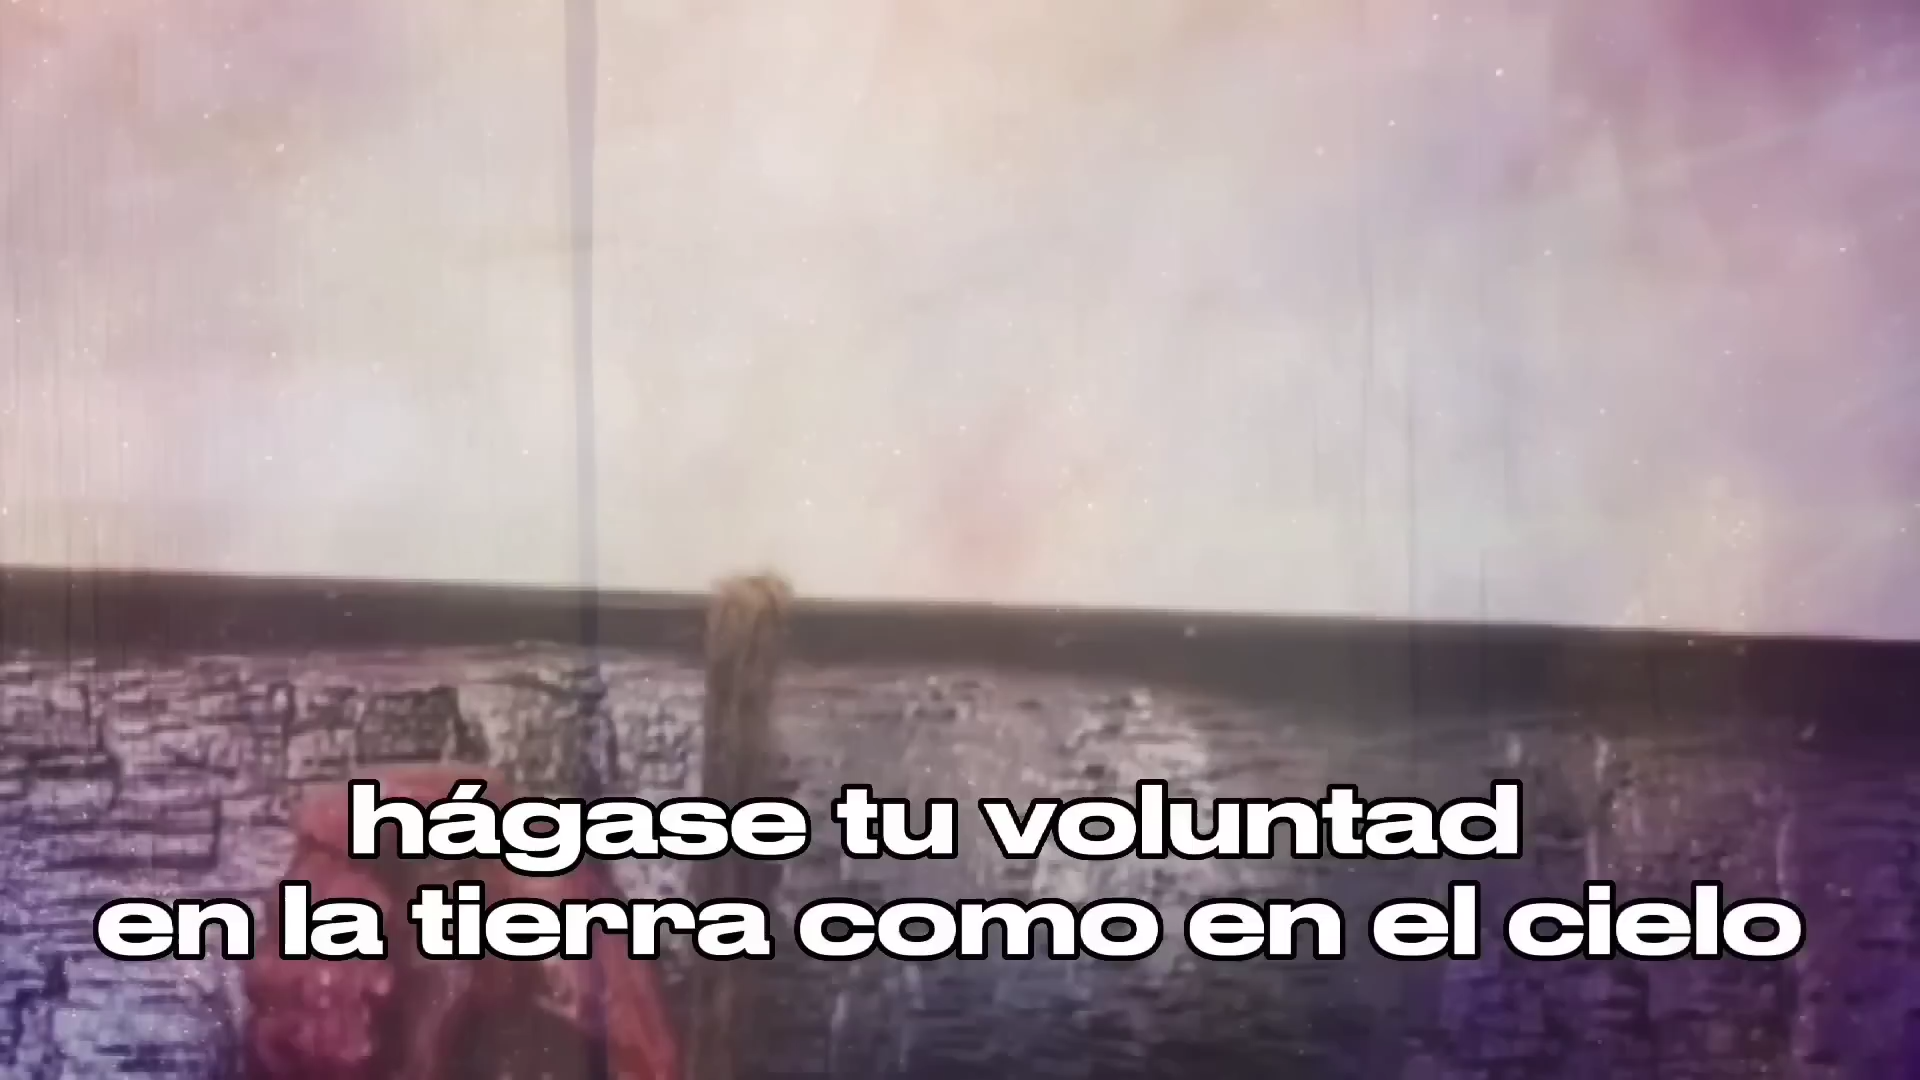 hágase tu voluntad
en la tierra como en el cielo